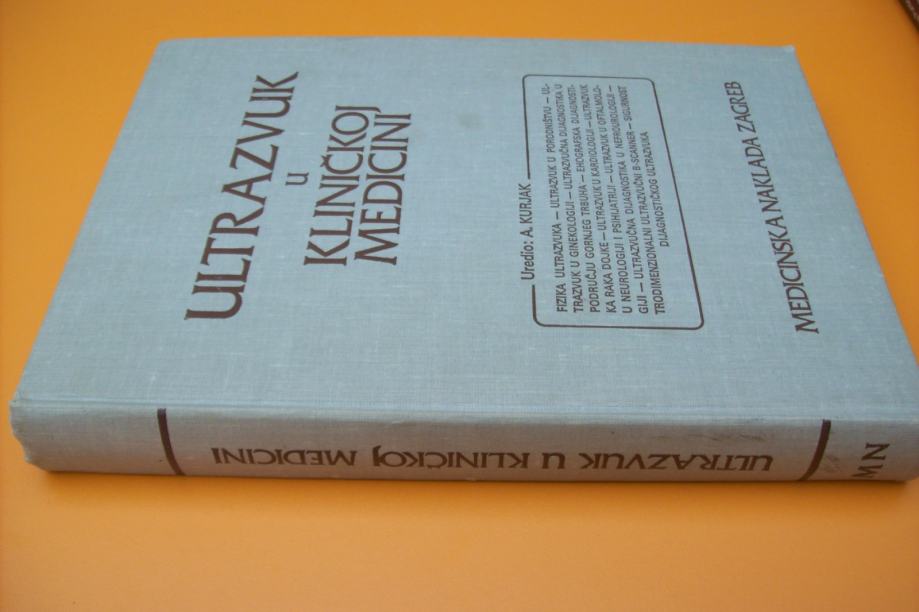 ULTRAZVUK
U
KLINIČKOJ
MEDICINI
Uredio: A. KURJAK
FIZIKA ULTRAZVUKA — ULTRAZVUK U PORODNIŠTVU — UL-
TRAZVUK U GINEKOLOGIJI — ULTRAZVUČNA DIJAGNOSTIKA U
PODRUČJU GORNJEG TRBUHA — EHOGRAFSKA DIJAGNOSTI-
KA RAKA DOJKE — ULTRAZVUK U KARDIOLOGIJI — ULTRAZVUK
U NEUROLOGIJI I PSIHIJATRIJI — ULTRAZVUK U OFTALMOLO-
GIJI — ULTRAZVUČNA DIJAGNOSTIKA U NEFROUROLOGIJI —
TRODIMENZIONALNI ULTRAZVUČNI B-SCANNER — SIGURNOST
DIJAGNOSTIČKOG ULTRAZVUKA
MEDICINSKA NAKLADA ZAGREB
ULTRAZVUK U KLINIČKOJ MEDICINI
MN